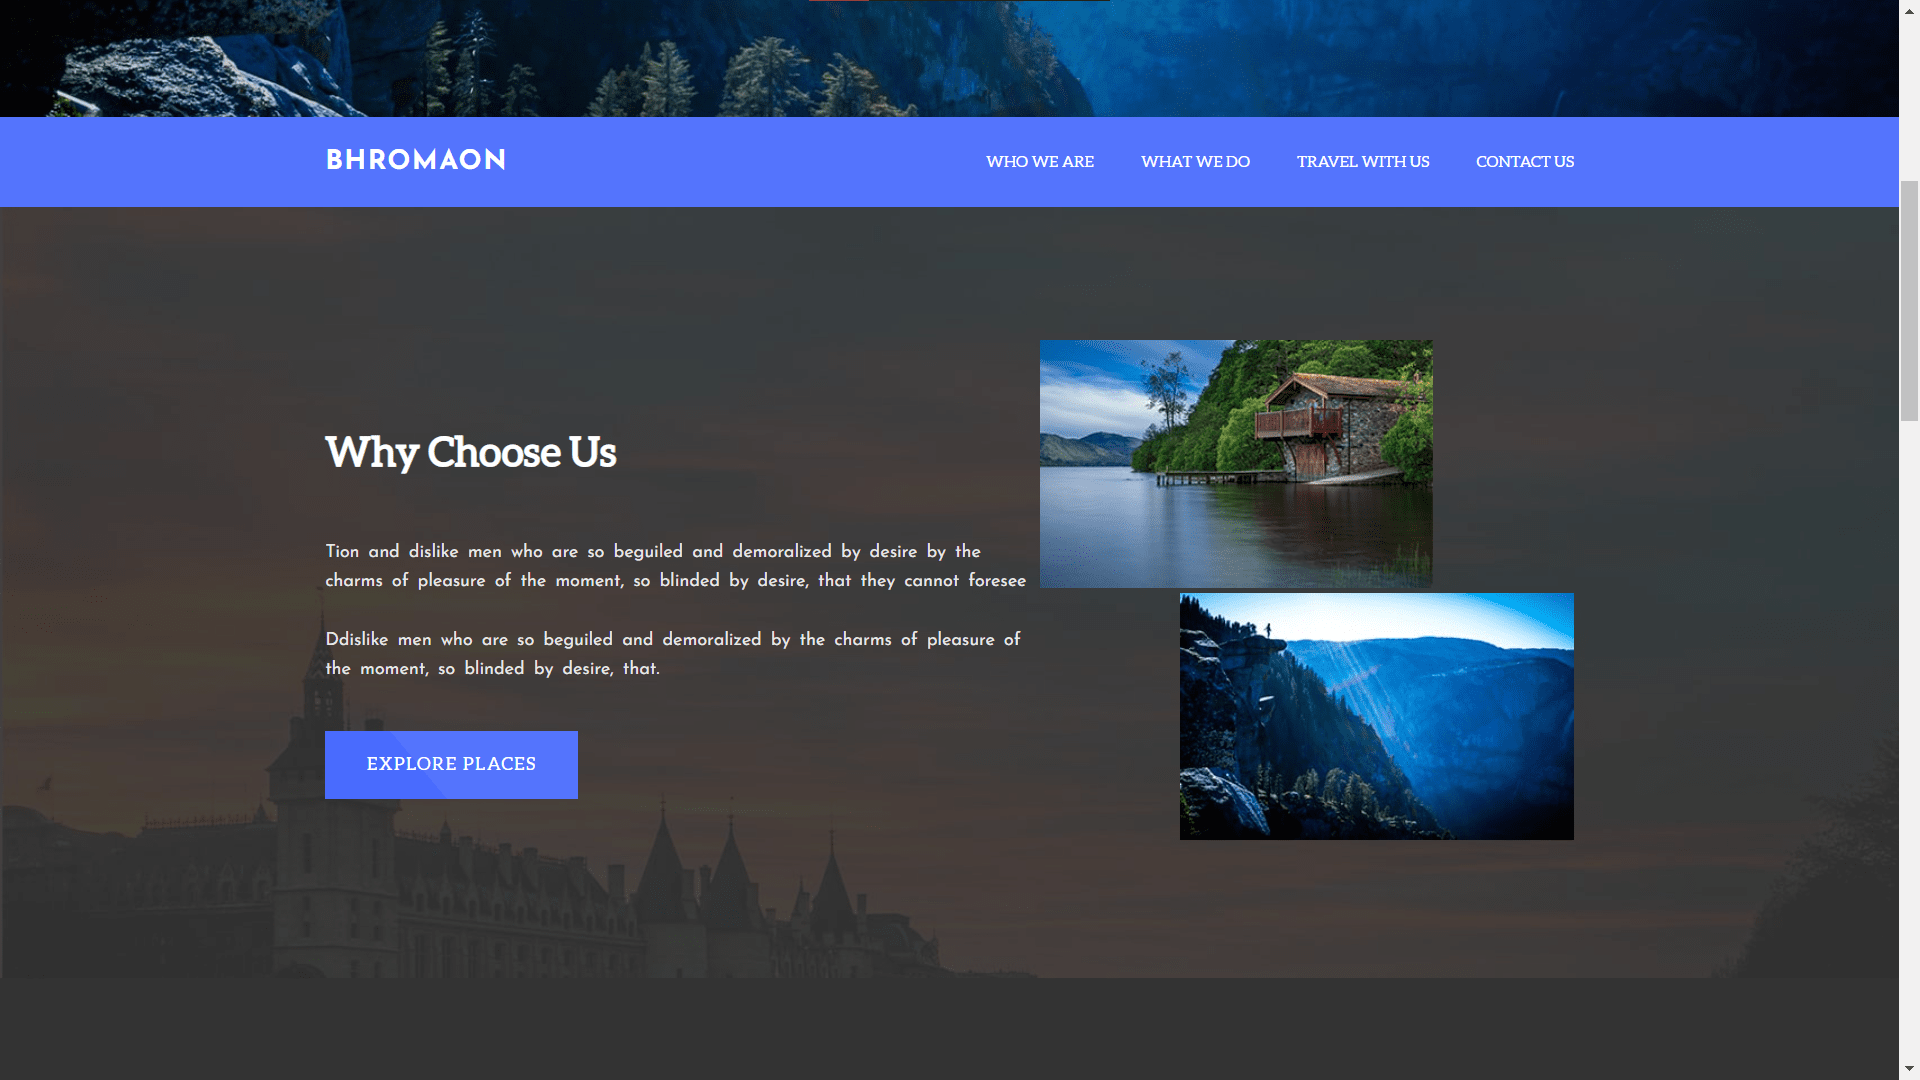 BHROMAON
WHO WE ARE
WHAT WE DO
TRAVEL WITH US
CONTACT US
Why Choose Us
Tion and dislike men who are so beguiled and demoralized by desire by the
charms of pleasure of the moment, so blinded by desire, that they cannot foresee
Ddislike men who are so beguiled and demoralized by the charms of pleasure of
the moment, so blinded by desire, that.
EXPLORE PLACES